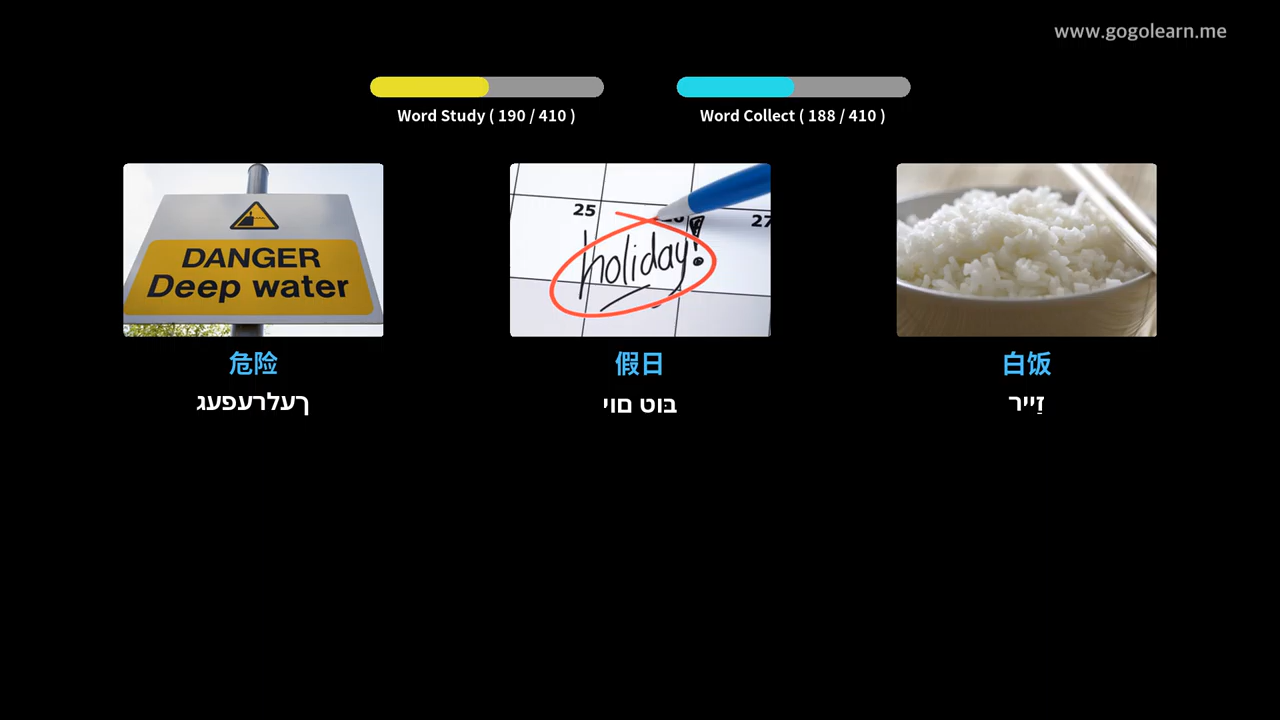 www.gogolearn.me
Word Study ( 190 / 410 )
Word Collect ( 188 / 410 )
DANGER
Deep water
25
27
holiday!
危险
假日
白饭
ךעלרעפעג
בּוט םוי
זַייר